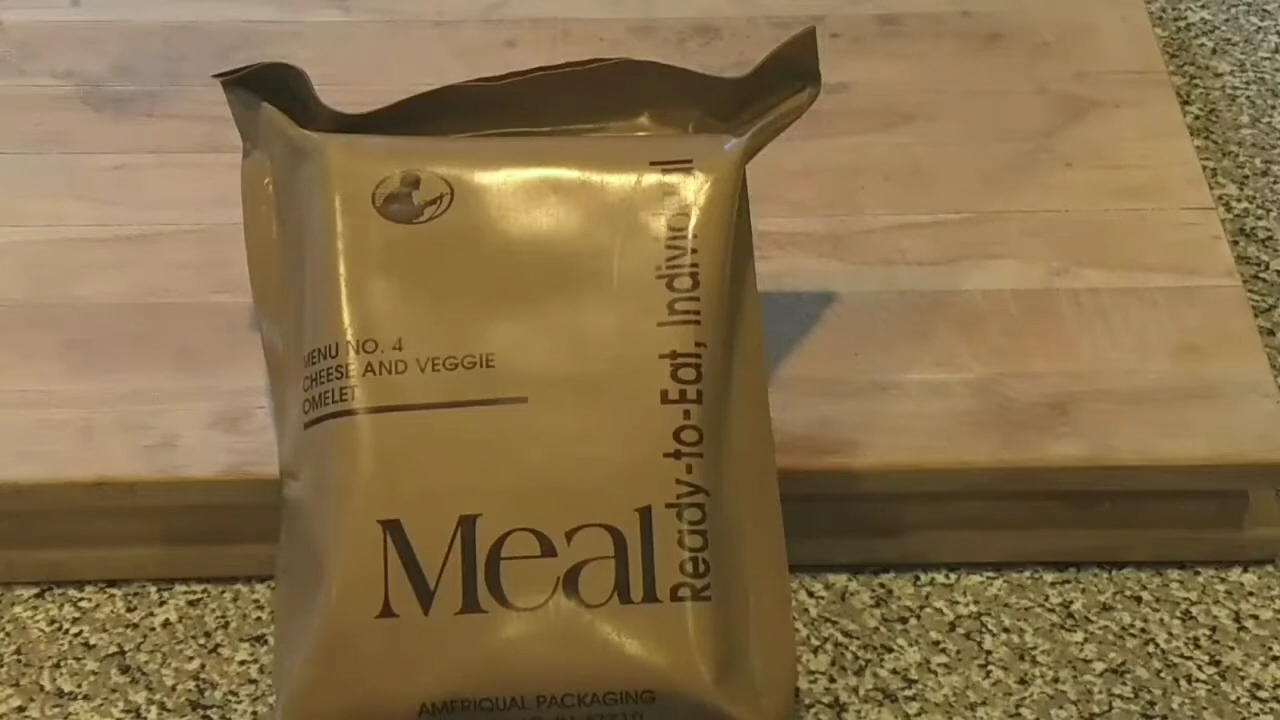 MENU NO. 4
CHEESE AND VEGGIE
OMELET
Meal
Ready-to-Eat, Individual
AMERIQUAL PACKAGING